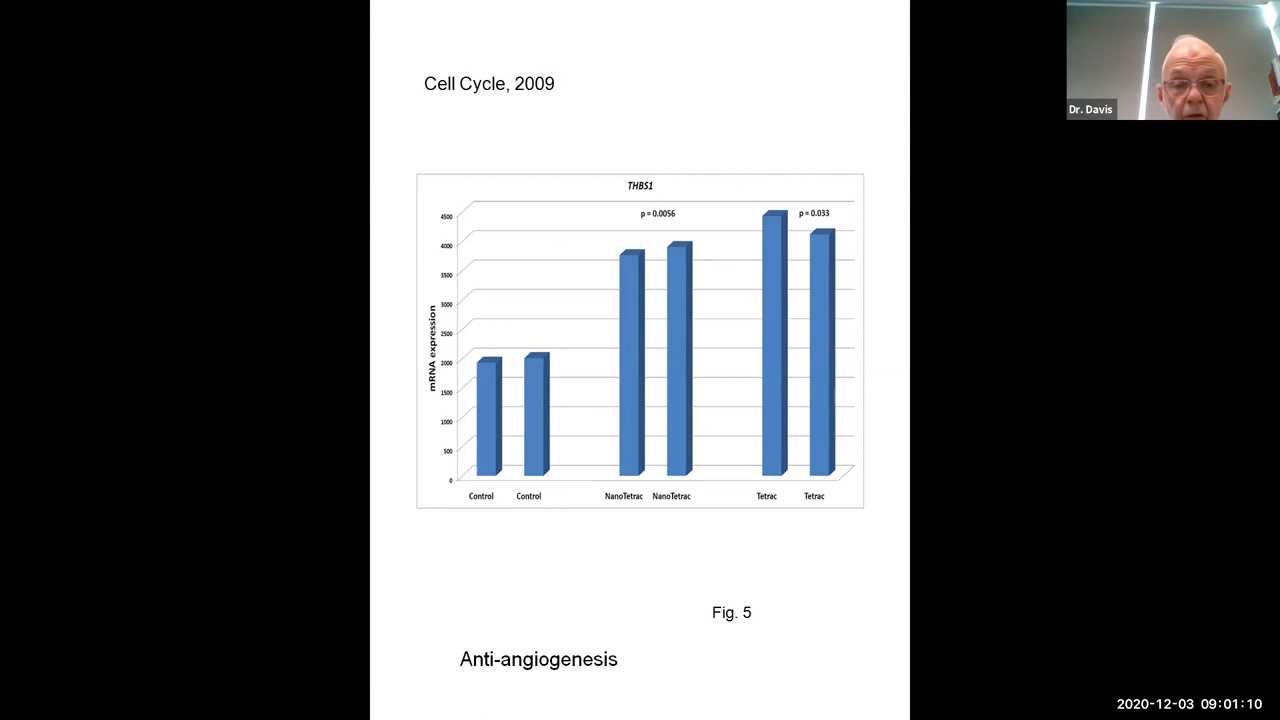 Cell Cycle, 2009
Dr. Davis
THBS1
p = 0.0056
p = 0.033
4500
4000
3500
3000
2500
2000
1500
1000
500
0
mRNA expression
Control Control NanoTetrac NanoTetrac Tetrac Tetrac
Fig. 5
Anti-angiogenesis
2020-12-03 09:01:10